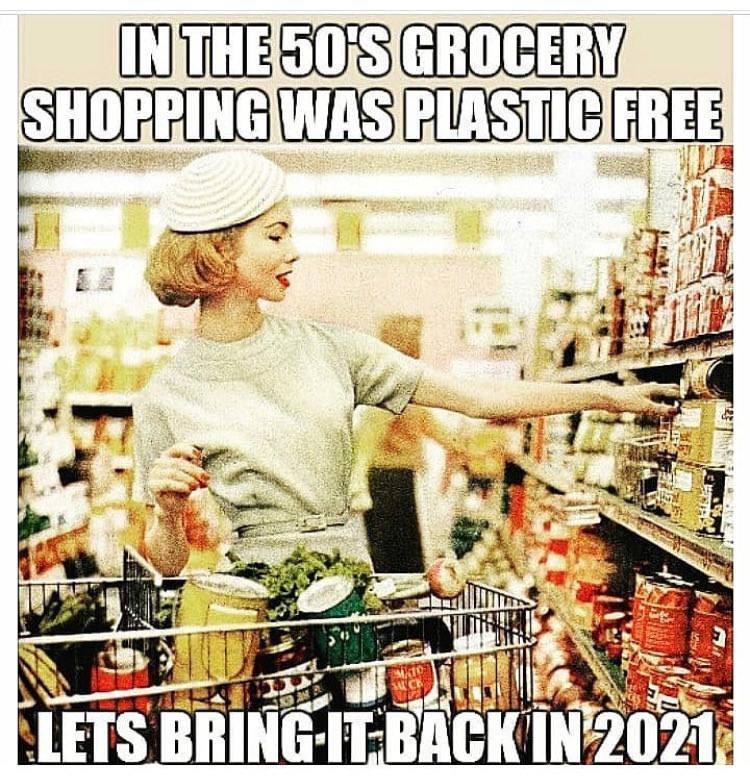 IN THE 50'S GROCERY
SHOPPING WAS PLASTIC FREE
LETS BRING IT BACK IN 2021